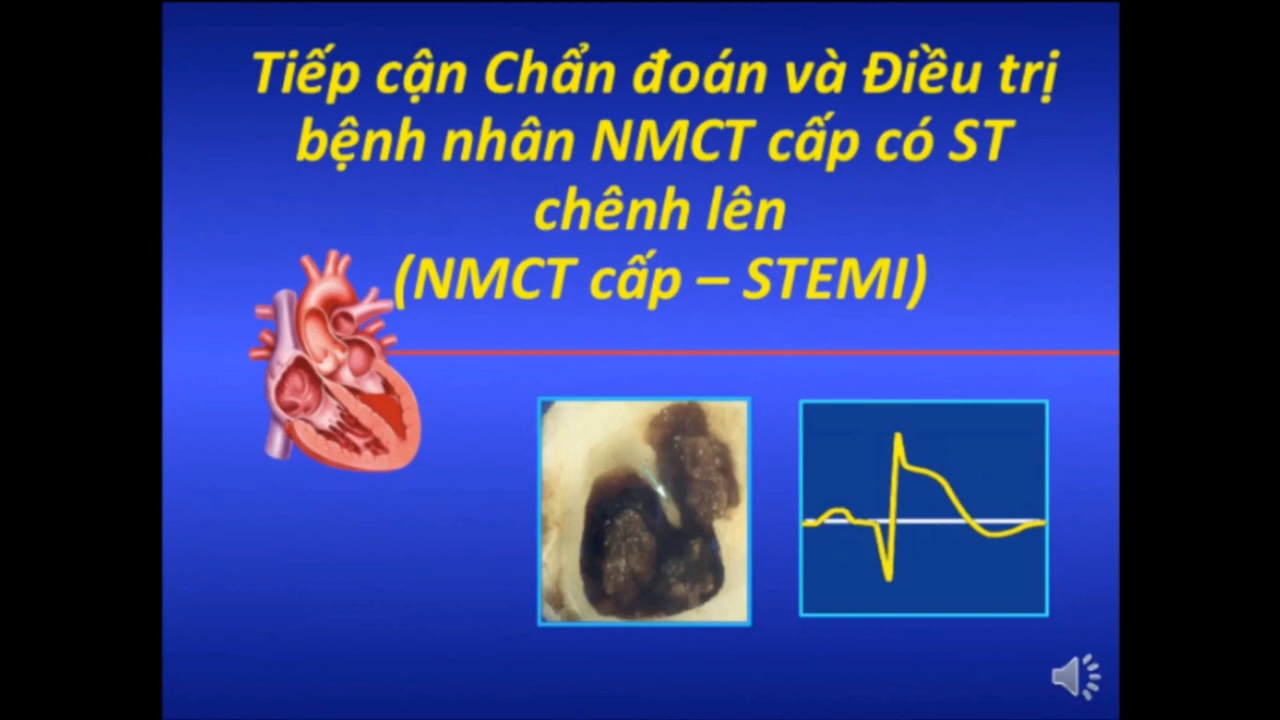 Tiếp cận Chẩn đoán và Điều trị
bệnh nhân NMCT cấp có ST
chênh lên
(NMCT cấp – STEMI)